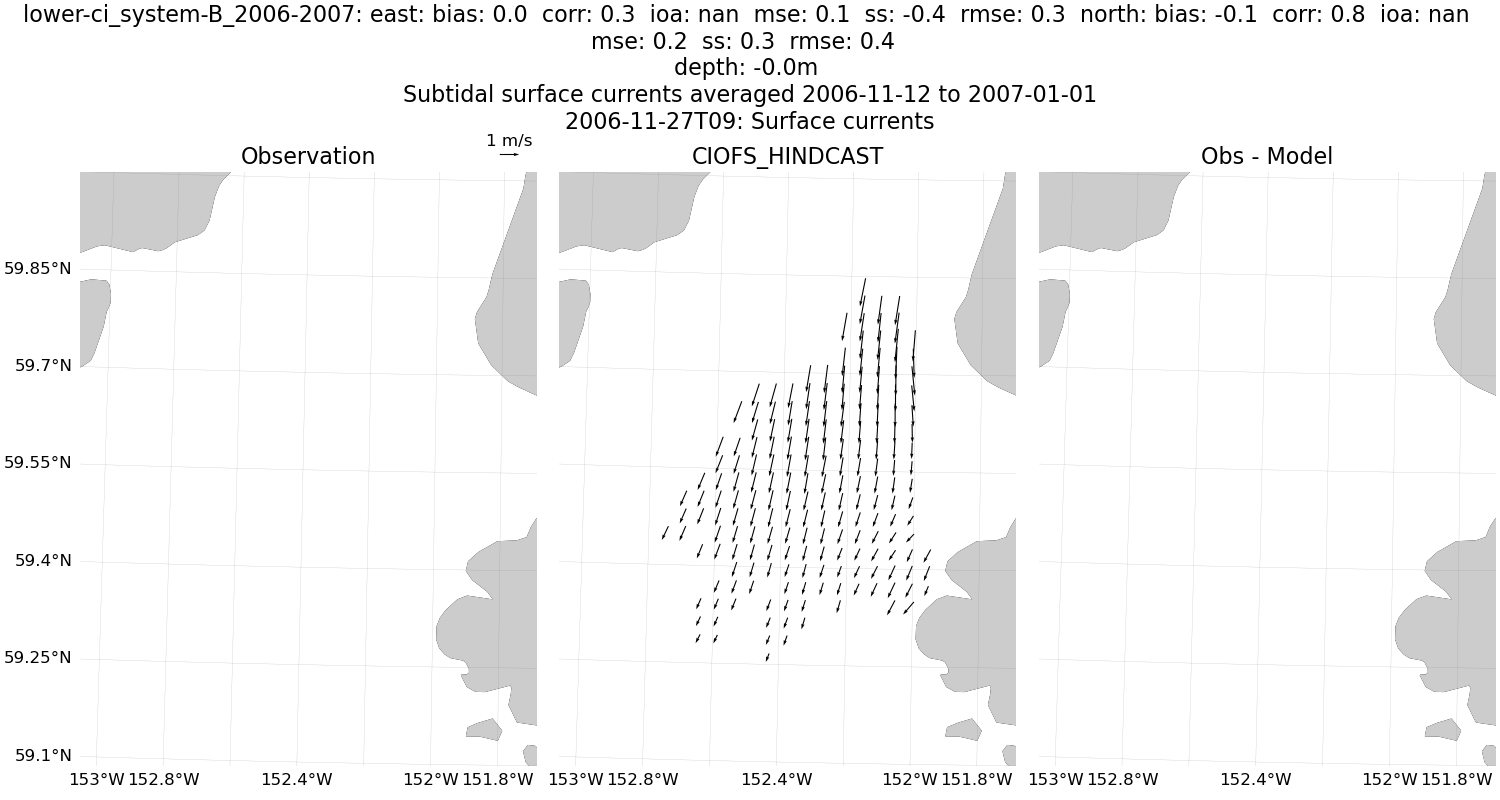 lower-ci_system-B_2006-2007: east: bias: 0.0  corr: 0.3  ioa: nan  mse: 0.1  ss: -0.4  rmse: 0.3  north: bias: -0.1  corr: 0.8  ioa: nan
mse: 0.2  ss: 0.3  rmse: 0.4
depth: -0.0m
Subtidal surface currents averaged 2006-11-12 to 2007-01-01
2006-11-27T09: Surface currents
1 m/s
Observation
CIOFS_HINDCAST
Obs - Model
59.85°N
59.7°N
59.55°N
59.4°N
59.25°N
59.1°N
153°W 152.8°W 152.4°W 152°W 151.8°W
153°W 152.8°W 152.4°W 152°W 151.8°W
153°W 152.8°W 152.4°W 152°W 151.8°W